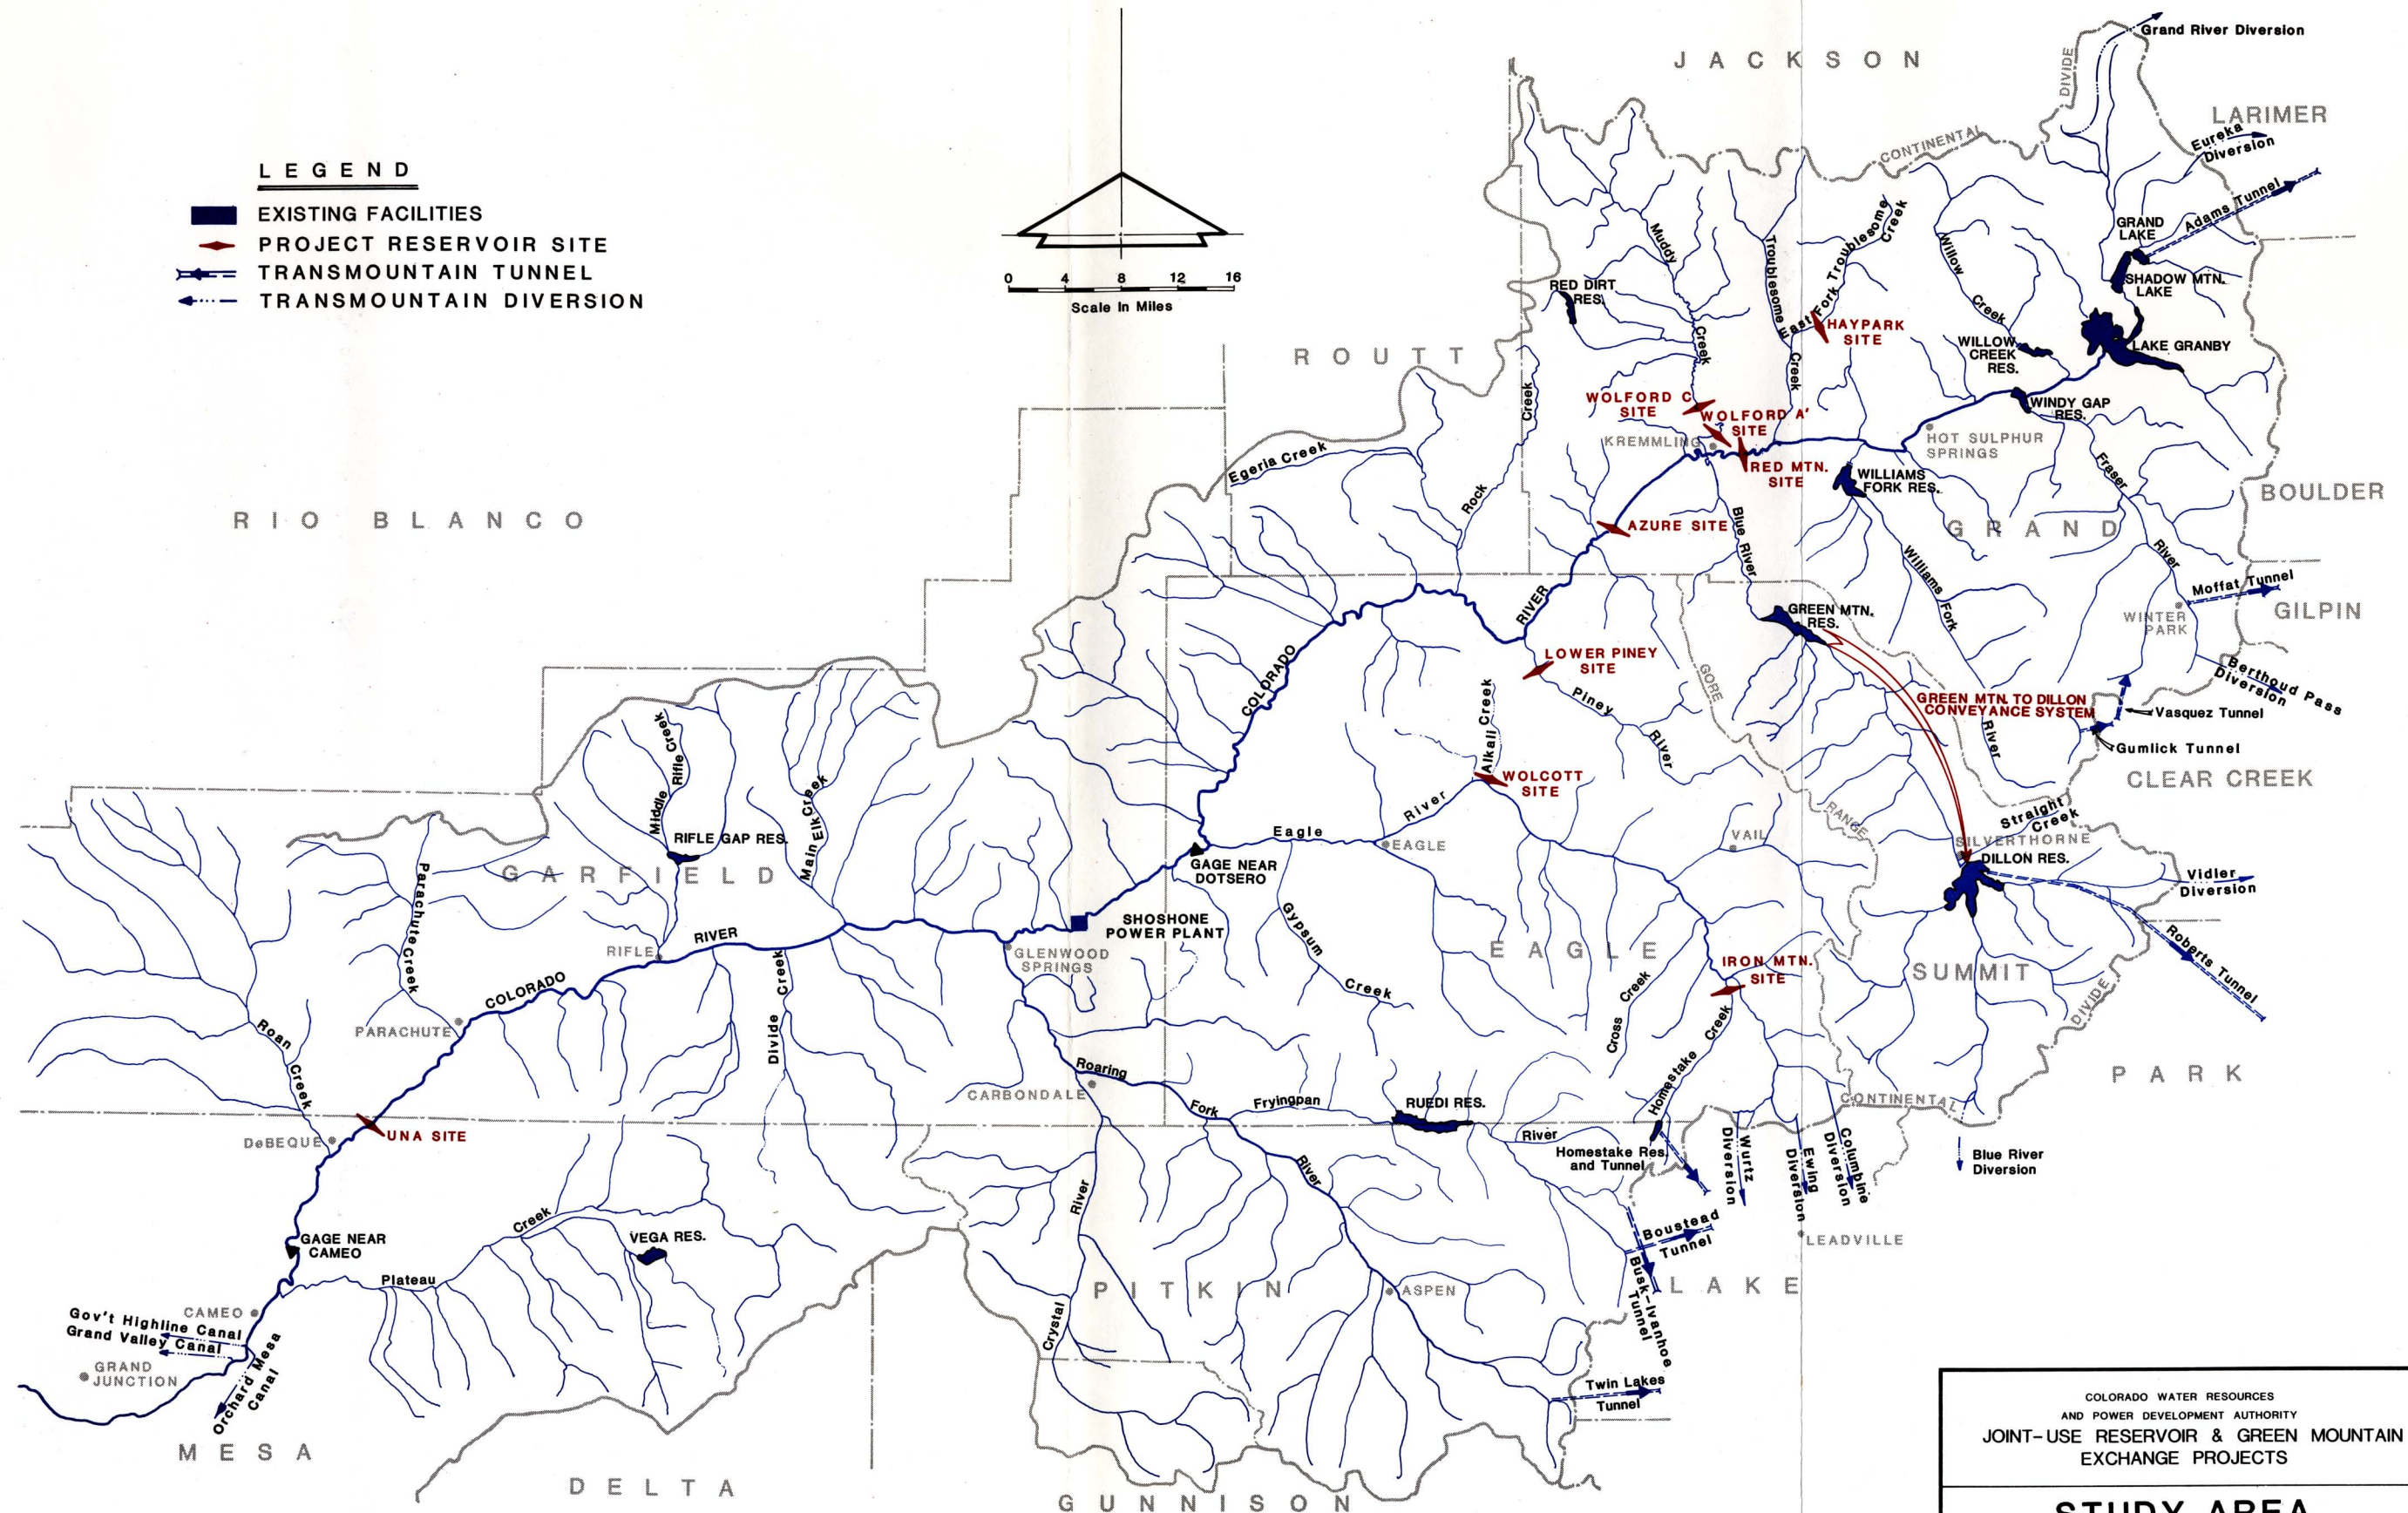 LEGEND
EXISTING FACILITIES
PROJECT RESERVOIR SITE
TRANSMOUNTAIN TUNNEL
TRANSMOUNTAIN DIVERSION
0 4 8 12 16
Scale In Miles
JACKSON
DIVIDE
Grand River Diversion
LARIMER
CONTINENTAL
Eureka
Diversion
Adams Tunnel
GRAND
LAKE
SHADOW MTN.
LAKE
LAKE GRANBY
Muddy
Creek
Troublesome
Creek
East Fork Troublesome
Creek
Willow
Creek
RED DIRT
RES.
HAYPARK
SITE
WILLOW
CREEK
RES.
WINDY GAP
RES.
ROUTT
Rock
Creek
WOLFORD C
SITE
WOLFORD A'
SITE
KREMMLING
RED MTN.
SITE
HOT SULPHUR
SPRINGS
WILLIAMS
FORK RES.
Fraser
River
BOULDER
GRAND
Egeria Creek
RIO BLANCO
AZURE SITE
Blue River
Williams
Fork
River
Moffat Tunnel
GILPIN
WINTER
PARK
GREEN MTN.
RES.
COLORADO
RIVER
LOWER PINEY
SITE
Piney
River
GORE
RANGE
GREEN MTN. TO DILLON
CONVEYANCE SYSTEM
Berthoud Pass
Diversion
Vasquez Tunnel
Gumlick Tunnel
CLEAR CREEK
Alkali Creek
WOLCOTT
SITE
Middle
Rifle Creek
Main Elk Creek
RIFLE GAP RES.
GARFIELD
Parachute Creek
Eagle
River
EAGLE
VAIL
Straight
Creek
SILVERTHORNE
DILLON RES.
Vidler
Diversion
GAGE NEAR
DOTSERO
SHOSHONE
POWER PLANT
Gypsum
Creek
EAGLE
RIFLE
RIVER
GLENWOOD
SPRINGS
COLORADO
Divide
Creek
Cross
Creek
IRON MTN.
SITE
SUMMIT
Roberts Tunnel
DIVIDE
PARK
PARACHUTE
Roan
Creek
CARBONDALE
Roaring
Fork
River
Fryingpan
River
RUEDI RES.
Homestake
Creek
CONTINENTAL
DeBEQUE
UNA SITE
Homestake Res.
and Tunnel
Wurtz
Diversion
Ewing
Diversion
Columbine
Diversion
Blue River
Diversion
GAGE NEAR
CAMEO
Creek
Plateau
VEGA RES.
River
Crystal
Boustead
Tunnel
Busk-Ivanhoe
Tunnel
LEADVILLE
LAKE
PITKIN
ASPEN
CAMEO
Gov't Highline Canal
Grand Valley Canal
GRAND
JUNCTION
Orchard Mesa
Canal
Twin Lakes
Tunnel
MESA
DELTA
GUNNISON
COLORADO WATER RESOURCES
AND POWER DEVELOPMENT AUTHORITY
JOINT-USE RESERVOIR & GREEN MOUNTAIN
EXCHANGE PROJECTS
STUDY AREA